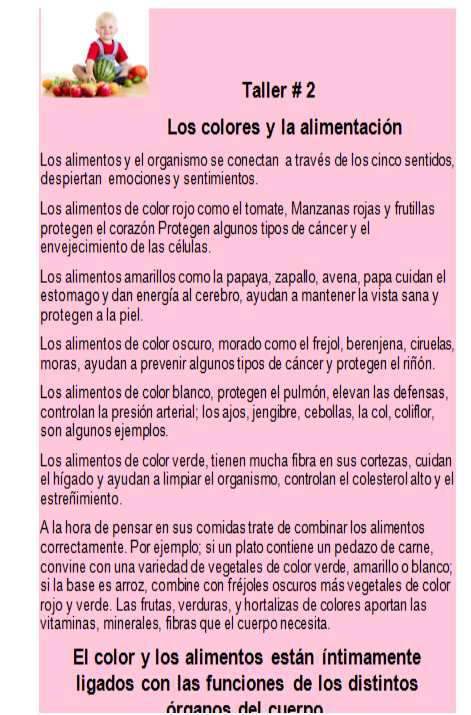 Taller # 2
Los colores y la alimentación
Los alimentos y el organismo se conectan a través de los cinco sentidos,
despiertan emociones y sentimientos.
Los alimentos de color rojo como el tomate, Manzanas rojas y frutillas
protegen el corazón Protegen algunos tipos de cáncer y el
envejecimiento de las células.
Los alimentos amarillos como la papaya, zapallo, avena, papa cuidan el
estomago y dan energía al cerebro, ayudan a mantener la vista sana y
protegen a la piel.
Los alimentos de color oscuro, morado como el frejol, berenjena, ciruelas,
moras, ayudan a prevenir algunos tipos de cáncer y protegen el riñón.
Los alimentos de color blanco, protegen el pulmón, elevan las defensas,
controlan la presión arterial; los ajos, jengibre, cebollas, la col, coliflor,
son algunos ejemplos.
Los alimentos de color verde, tienen mucha fibra en sus cortezas, cuidan
el hígado y ayudan a limpiar el organismo, controlan el colesterol alto y el
estreñimiento.
A la hora de pensar en sus comidas trate de combinar los alimentos
correctamente. Por ejemplo; si un plato contiene un pedazo de carne,
convine con una variedad de vegetales de color verde, amarillo o blanco;
si la base es arroz, combine con fréjoles oscuros más vegetales de color
rojo y verde. Las frutas, verduras, y hortalizas de colores aportan las
vitaminas, minerales, fibras que el cuerpo necesita.
El color y los alimentos están íntimamente
ligados con las funciones de los distintos
órganos del cuerpo